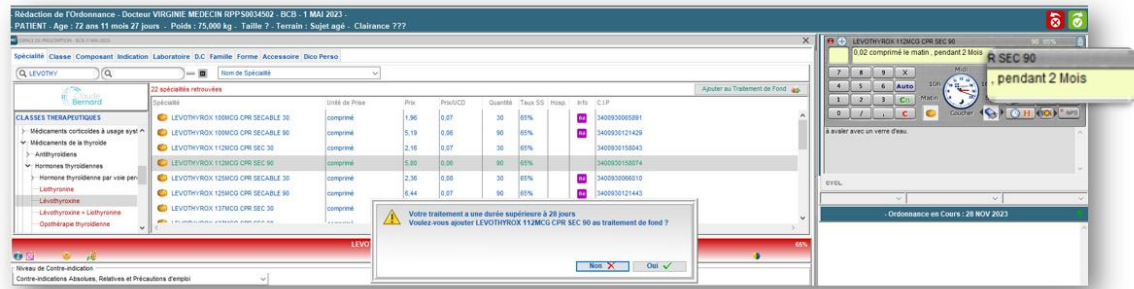 Rédaction de l'Ordonnance - Docteur VIRGINIE MEDECIN RPPS0034502 - BCB - 1 MAI 2023 -
- PATIENT - Age : 72 ans 11 mois 27 jours - Poids : 75,000 kg - Taille ? - Terrain : Sujet agé - Clairance ???
Spécialité Classe Composant Indication Laboratoire D.C Famille Forme Accessoire Dico Perso
LEVOTHY
Nom de Spécialité
Claude Bernard
22 spécialités retrouvées
Ajouter au Traitement de Fond
Spécialité Unité de Prise Prix Prix/UCD Quantité Taux SS Hosp. Info C.I.P
CLASSES THERAPEUTIQUES
Médicaments corticoïdes à usage syst
Médicaments de la thyroïde
Antithyroïdiens
Hormones thyroïdiennes
Hormone thyroïdienne par voie per
Liothyronine
Lévothyroxine
Lévothyroxine + Liothyronine
Opothérapie thyroïdienne
LEVOTHYROX 100MCG CPR SECABLE 30 comprimé 1,96 0,07 30 65% Ré 3400930065891
LEVOTHYROX 100MCG CPR SECABLE 90 comprimé 5,19 0,06 90 65% Ré 3400930121429
LEVOTHYROX 112MCG CPR SEC 30 comprimé 2,16 0,07 30 65% 3400930158043
LEVOTHYROX 112MCG CPR SEC 90 comprimé 5,80 0,06 90 65% 3400930158074
LEVOTHYROX 125MCG CPR SECABLE 30 comprimé 2,36 0,08 30 65% Ré 3400930066010
LEVOTHYROX 125MCG CPR SECABLE 90 comprimé 6,44 0,07 90 65% Ré 3400930121443
LEVOTHYROX 137MCG CPR SEC 30
LEVO
65%
Votre traitement a une durée supérieure à 28 jours
Voulez-vous ajouter LEVOTHYROX 112MCG CPR SEC 90 au traitement de fond ?
Non Oui
Niveau de Contre-indication
Contre-indications Absolues, Relatives et Précautions d'emploi
LEVOTHYROX 112MCG CPR SEC 90
0,02 comprimé le matin , pendant 2 Mois
R SEC 90
, pendant 2 Mois
7 8 9 X
4 5 6 Auto
1 2 3
0 / , C
Midi
10h
Matin
Coucher
H
à avaler avec un verre d'eau.
CYCL
- Ordonnance en Cours : 28 NOV 2023